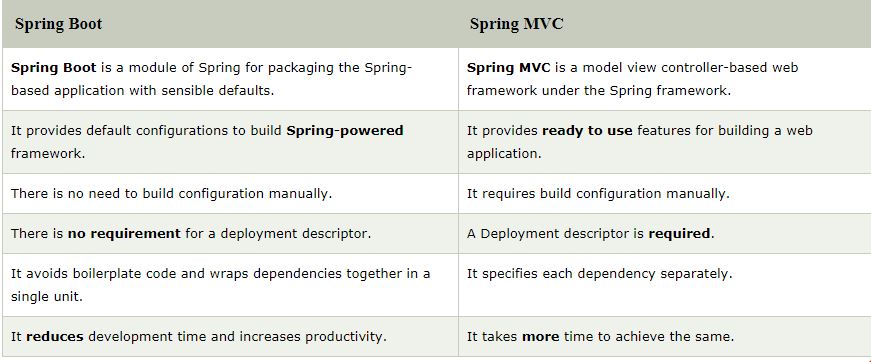 Spring Boot
Spring MVC
Spring Boot is a module of Spring for packaging the Spring-
based application with sensible defaults.
Spring MVC is a model view controller-based web
framework under the Spring framework.
It provides default configurations to build Spring-powered
framework.
It provides ready to use features for building a web
application.
There is no need to build configuration manually.
It requires build configuration manually.
There is no requirement for a deployment descriptor.
A Deployment descriptor is required.
It avoids boilerplate code and wraps dependencies together in a
single unit.
It specifies each dependency separately.
It reduces development time and increases productivity.
It takes more time to achieve the same.